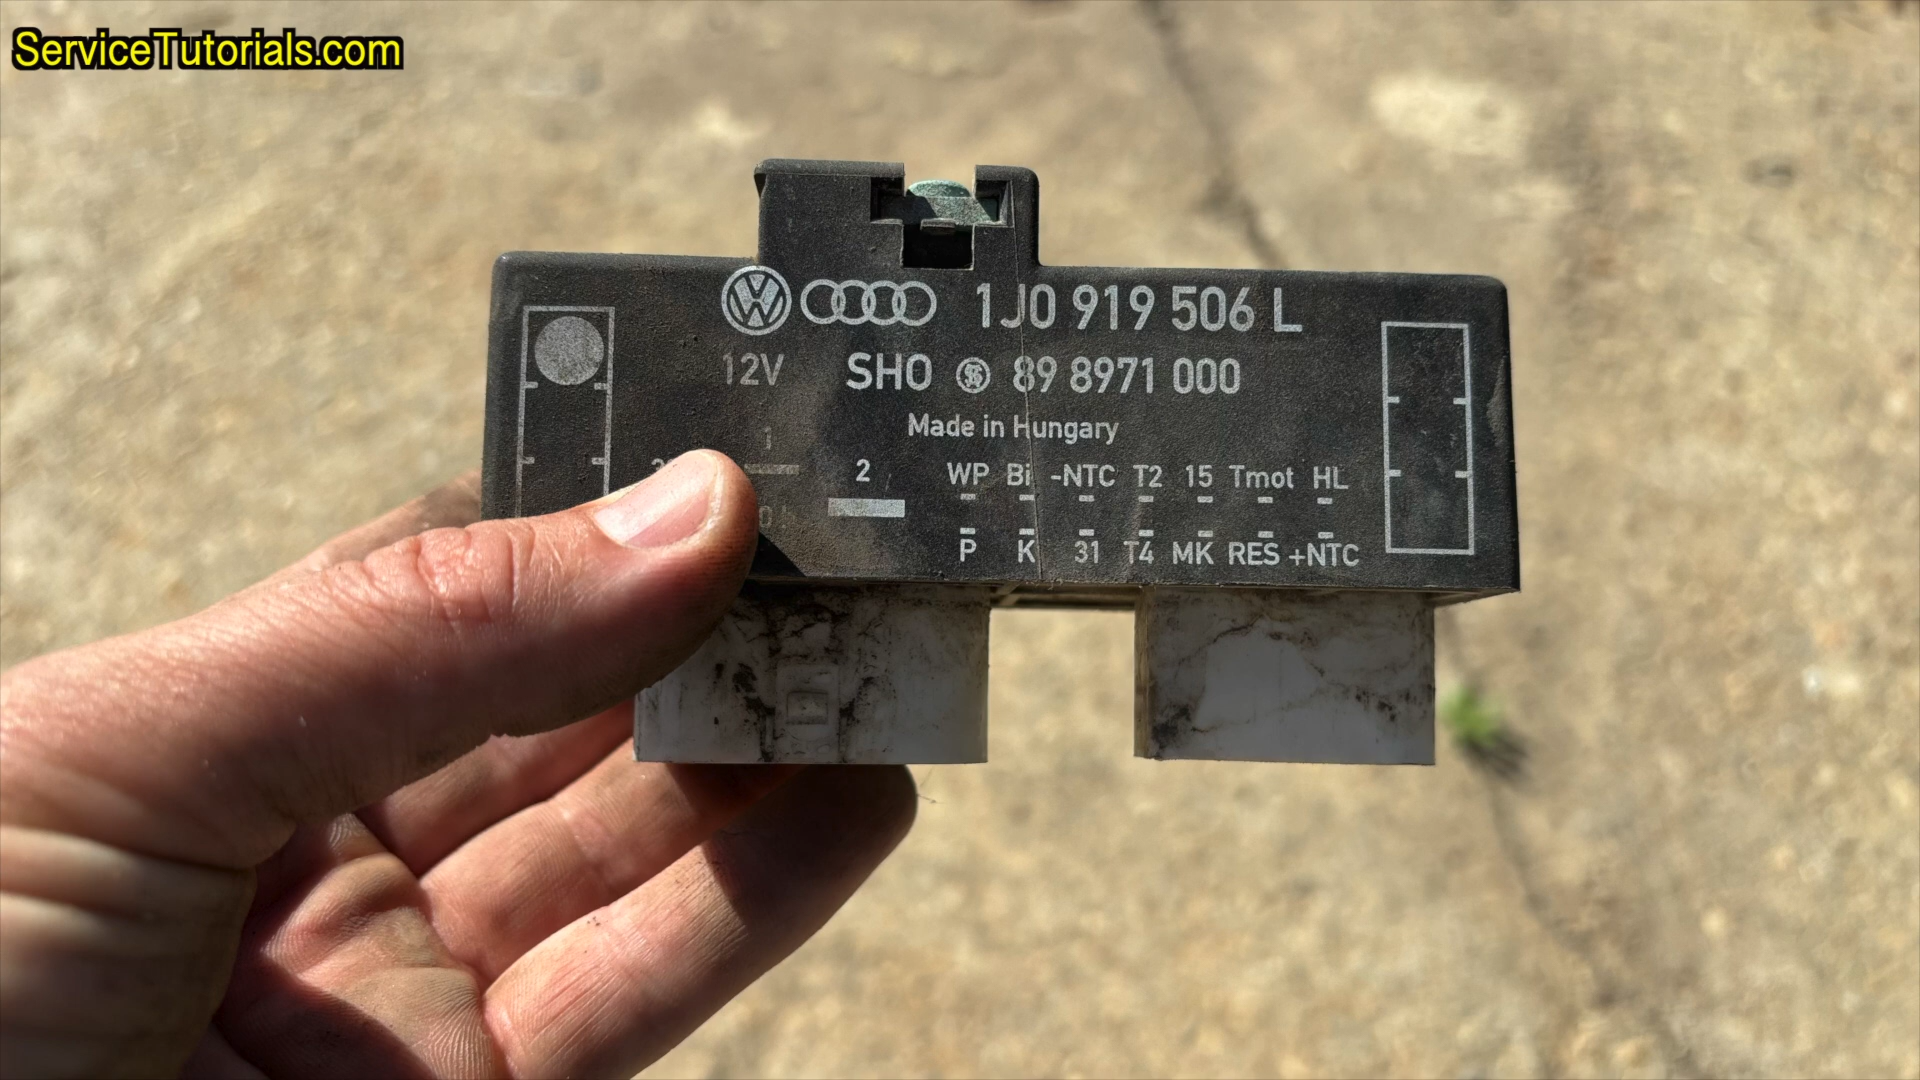 ServiceTutorials.com
1J0 919 506 L
12V SHO 89 8971 000
Made in Hungary
1
2 WP Bi -NTC T2 15 Tmot HL
P K 31 T4 MK RES +NTC